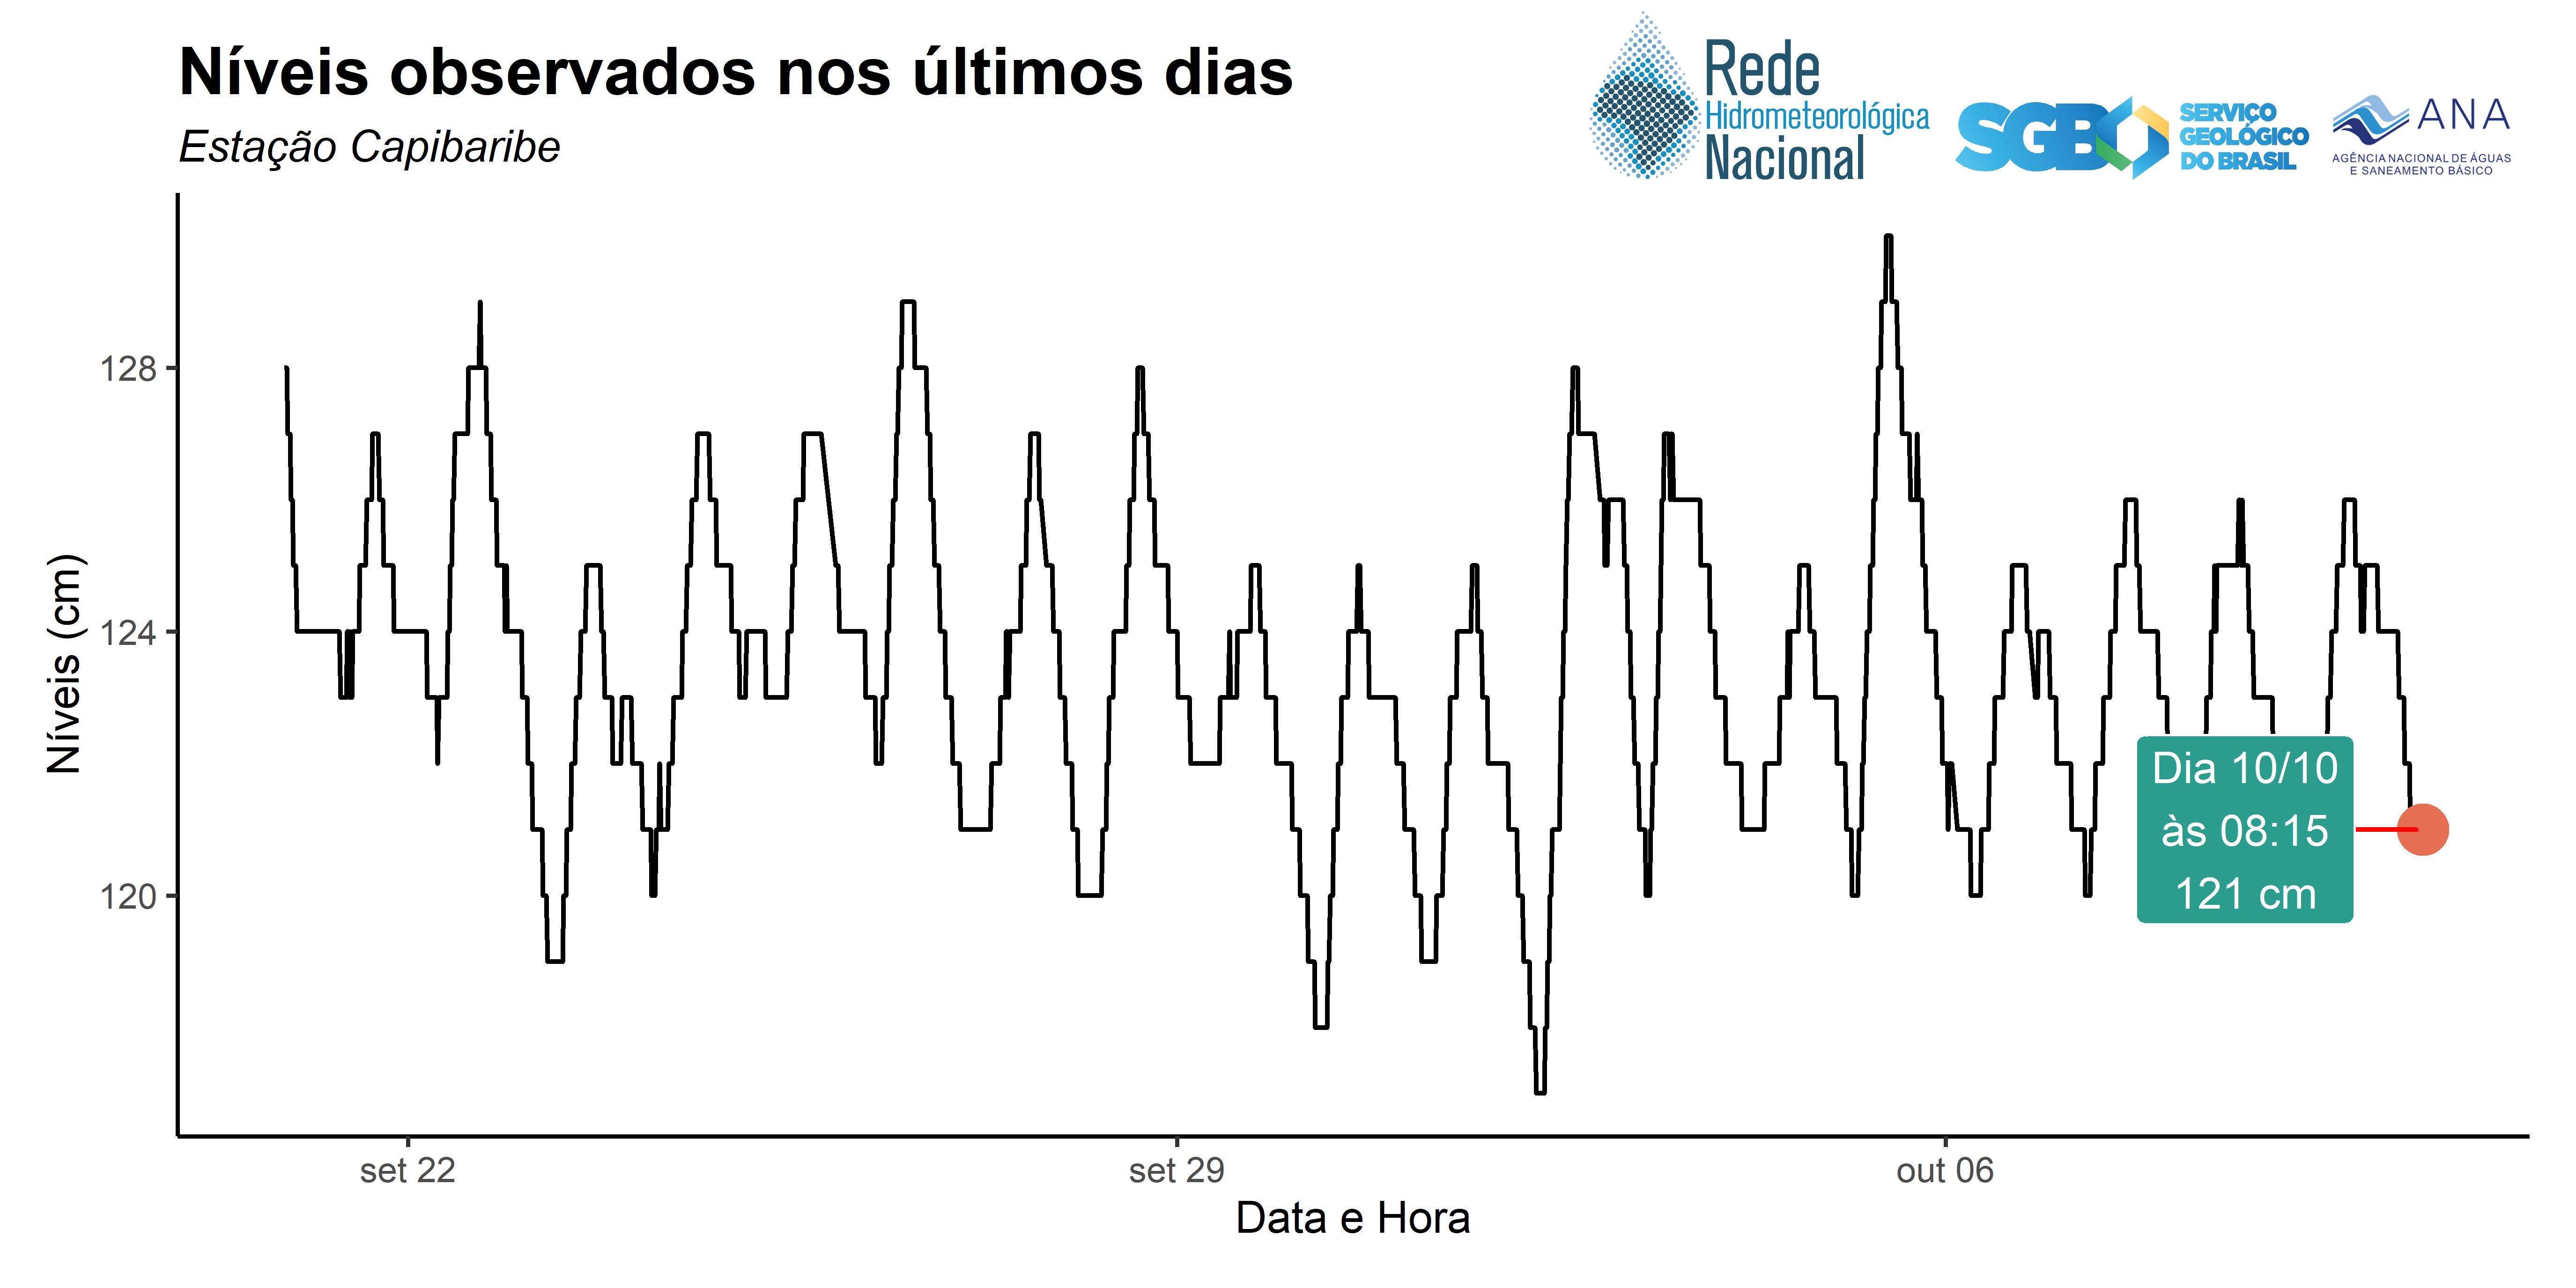 Níveis observados nos últimos dias
Estação Capibaribe
Rede
Hidrometeorológica
Nacional
SGB
SERVIÇO
GEOLÓGICO
DO BRASIL
ANA
AGÊNCIA NACIONAL DE ÁGUAS
E SANEAMENTO BÁSICO
Níveis (cm)
128
124
120
Dia 10/10
às 08:15
121 cm
set 22
set 29
out 06
Data e Hora